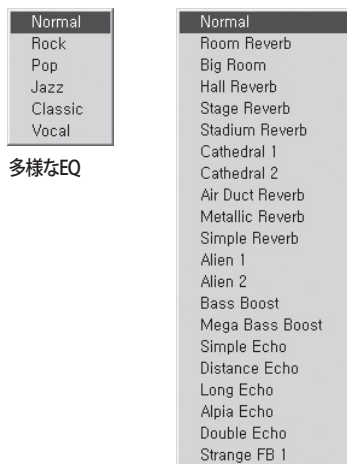 Normal
Rock
Pop
Jazz
Classic
Vocal
多様なEQ
Normal
Room Reverb
Big Room
Hall Reverb
Stage Reverb
Stadium Reverb
Cathedral 1
Cathedral 2
Air Duct Reverb
Metallic Reverb
Simple Reverb
Alien 1
Alien 2
Bass Boost
Mega Bass Boost
Simple Echo
Distance Echo
Long Echo
Alpia Echo
Double Echo
Strange FB 1